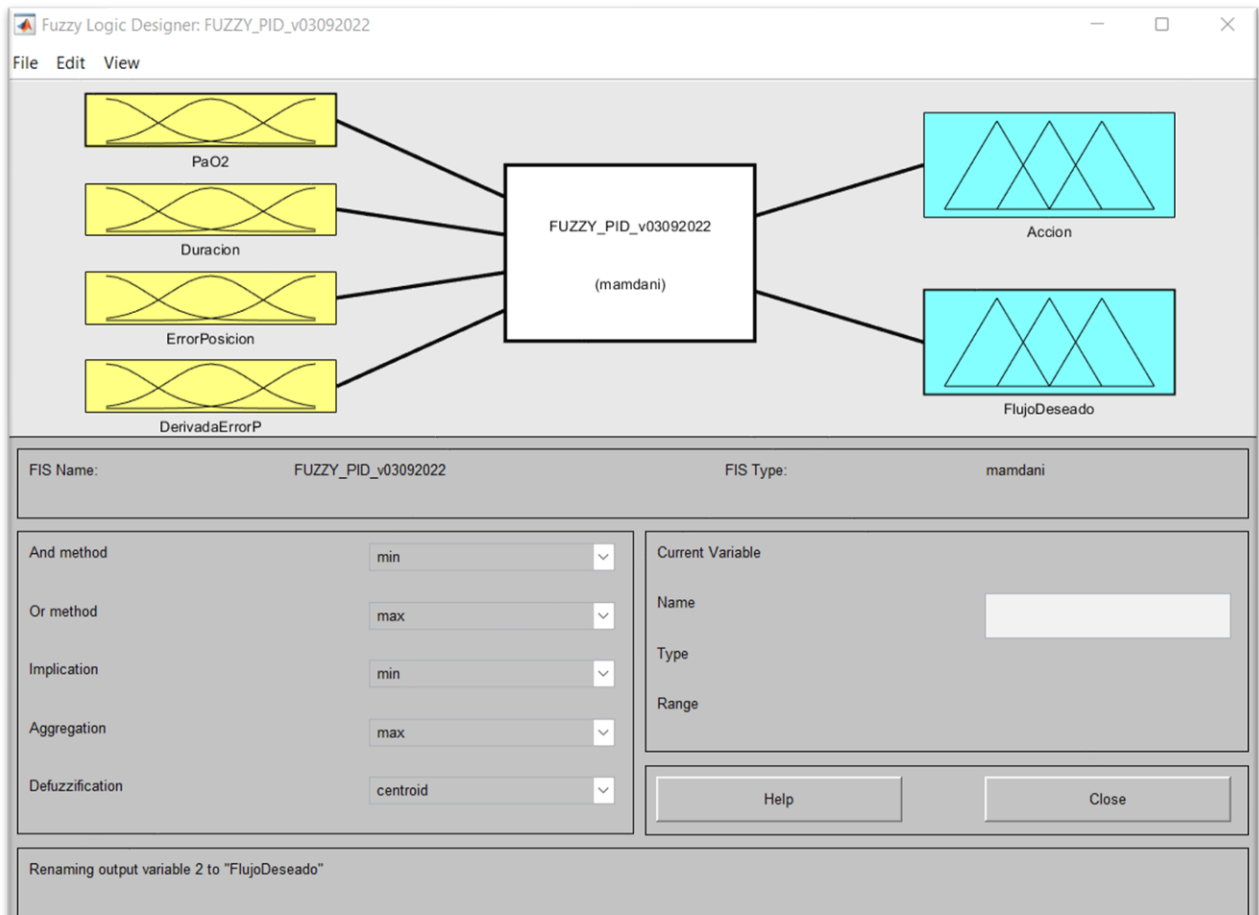 Fuzzy Logic Designer: FUZZY_PID_v03092022
File Edit View
PaO2
Duracion
ErrorPosicion
DerivadaErrorP
FUZZY_PID_v03092022
(mamdani)
Accion
FlujoDeseado
FIS Name: FUZZY_PID_v03092022 FIS Type: mamdani
And method min
Or method max
Implication min
Aggregation max
Defuzzification centroid
Current Variable
Name
Type
Range
Help Close
Renaming output variable 2 to "FlujoDeseado"